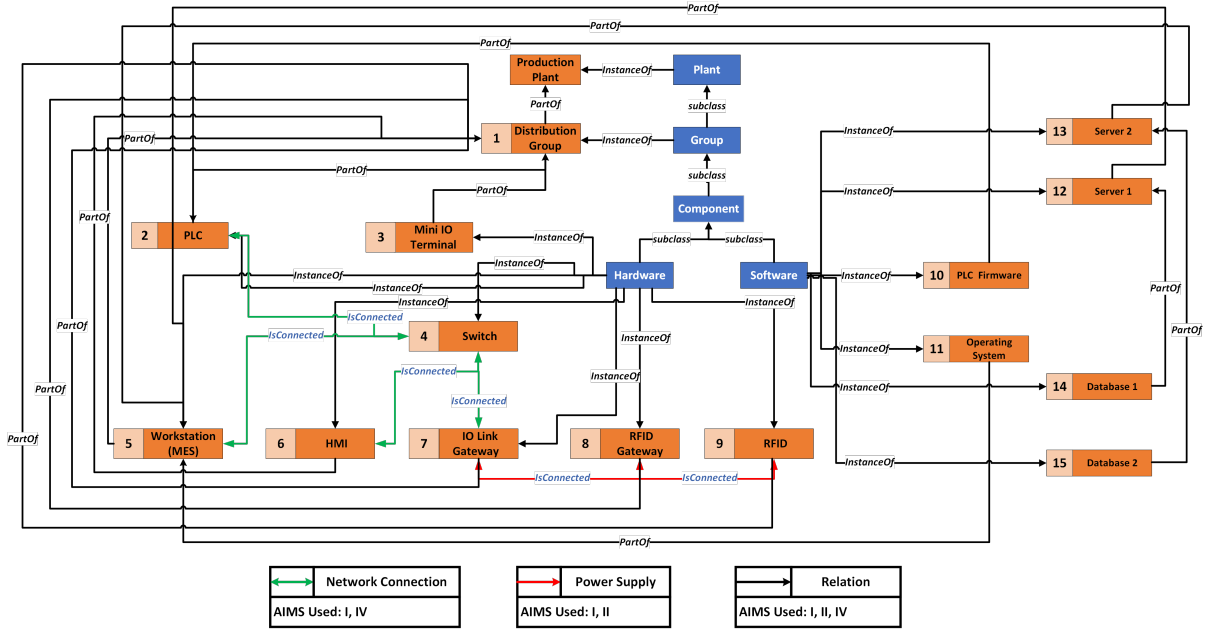 PartOf
PartOf
PartOf
Production
Plant
InstanceOf
Plant
PartOf
subclass
PartOf
1
Distribution
Group
InstanceOf
Group
InstanceOf
13
Server 2
PartOf
subclass
PartOf
InstanceOf
12
Server 1
PartOf
Component
2
PLC
3
Mini IO
Terminal
InstanceOf
subclass
subclass
InstanceOf
InstanceOf
Hardware
Software
InstanceOf
10
PLC Firmware
InstanceOf
PartOf
InstanceOf
InstanceOf
IsConnected
PartOf
IsConnected
4
Switch
InstanceOf
PartOf
InstanceOf
11
Operating
System
IsConnected
InstanceOf
PartOf
InstanceOf
14
Database 1
IsConnected
PartOf
5
Workstation
(MES)
6
HMI
7
IO Link
Gateway
8
RFID
Gateway
9
RFID
InstanceOf
15
Database 2
IsConnected
IsConnected
PartOf
Network Connection
AIMS Used: I, IV
Power Supply
AIMS Used: I, II
Relation
AIMS Used: I, II, IV